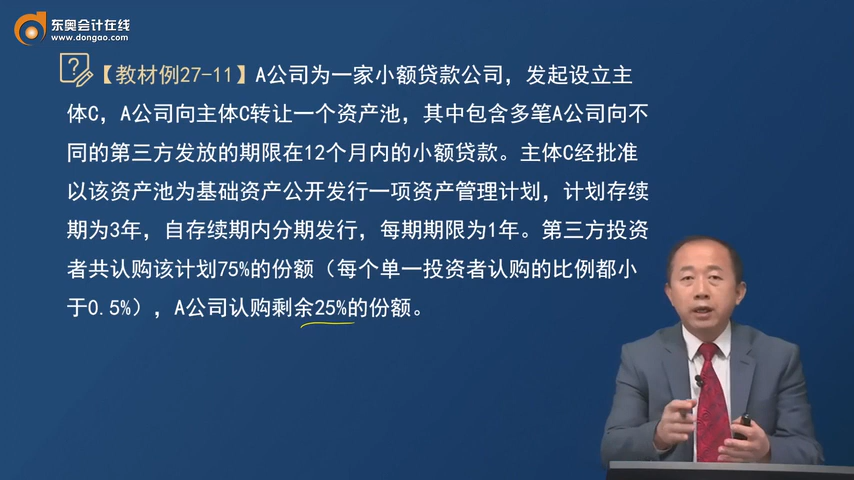 东奥会计在线
www.dongao.com
【教材例27-11】A公司为一家小额贷款公司，发起设立主
体C，A公司向主体C转让一个资产池，其中包含多笔A公司向不
同的第三方发放的期限在12个月内的小额贷款。主体C经批准
以该资产池为基础资产公开发行一项资产管理计划，计划存续
期为3年，自存续期内分期发行，每期期限为1年。第三方投资
者共认购该计划75%的份额（每个单一投资者认购的比例都小
于0.5%），A公司认购剩余25%的份额。